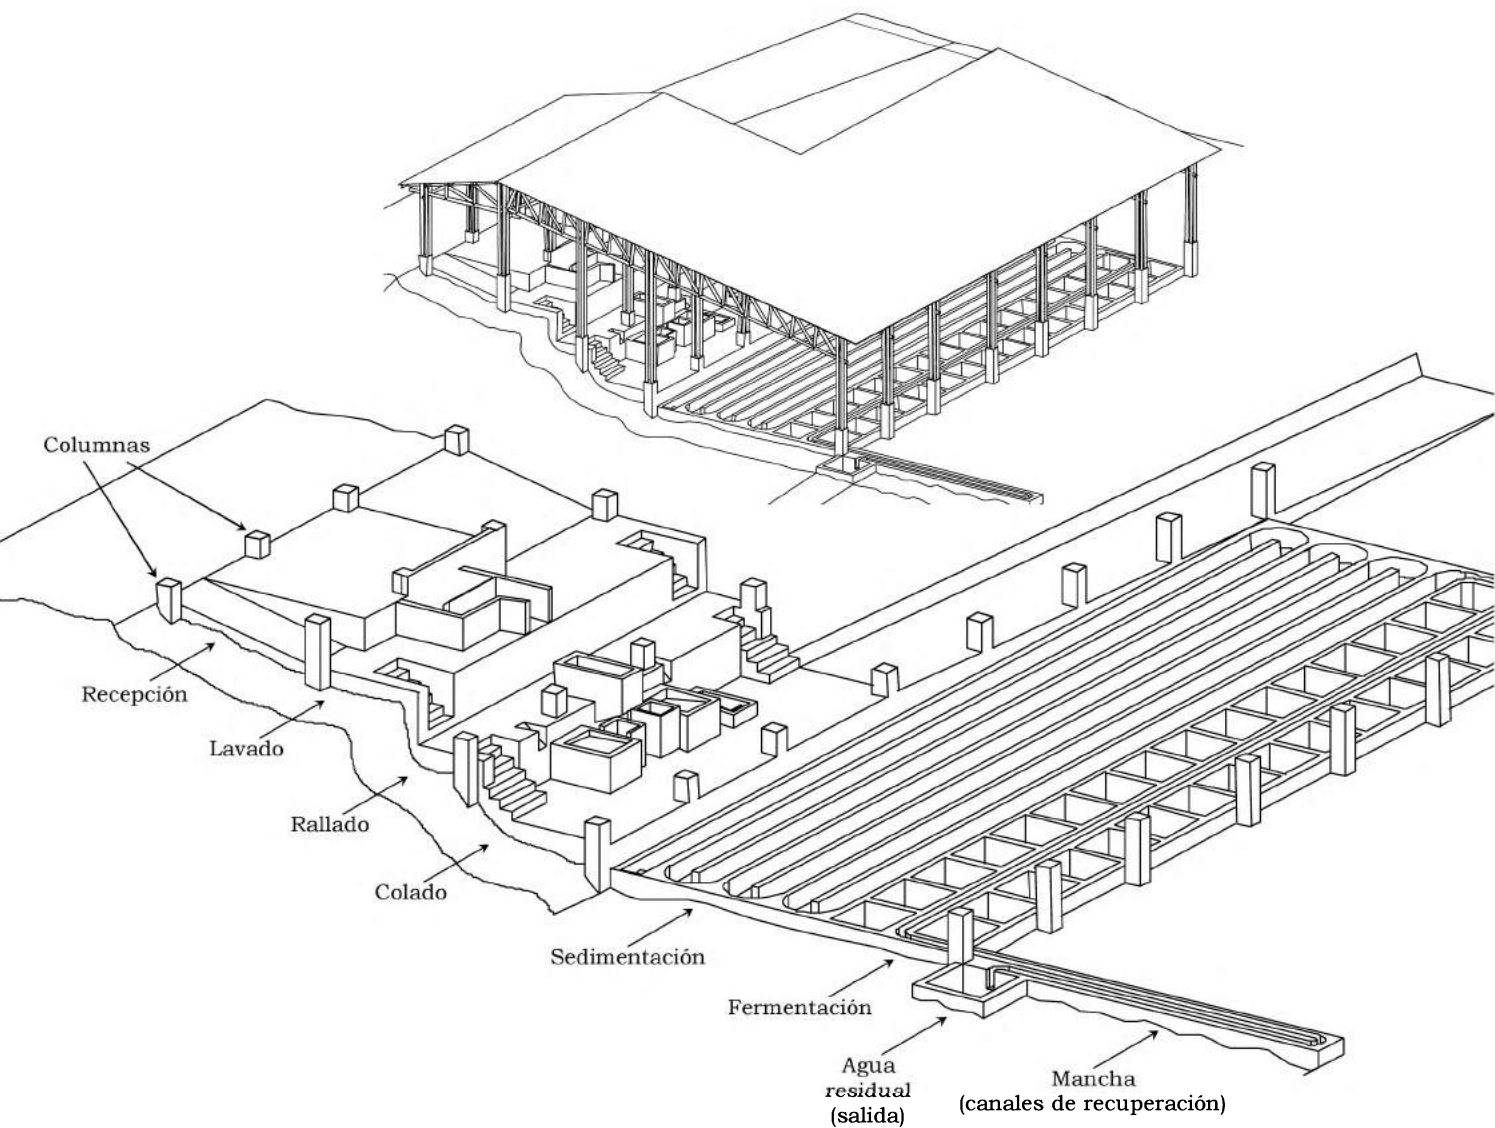 Columnas
Recepción
Lavado
Rallado
Colado
Sedimentación
Fermentación
Agua
residual
(salida)
Mancha
(canales de recuperación)